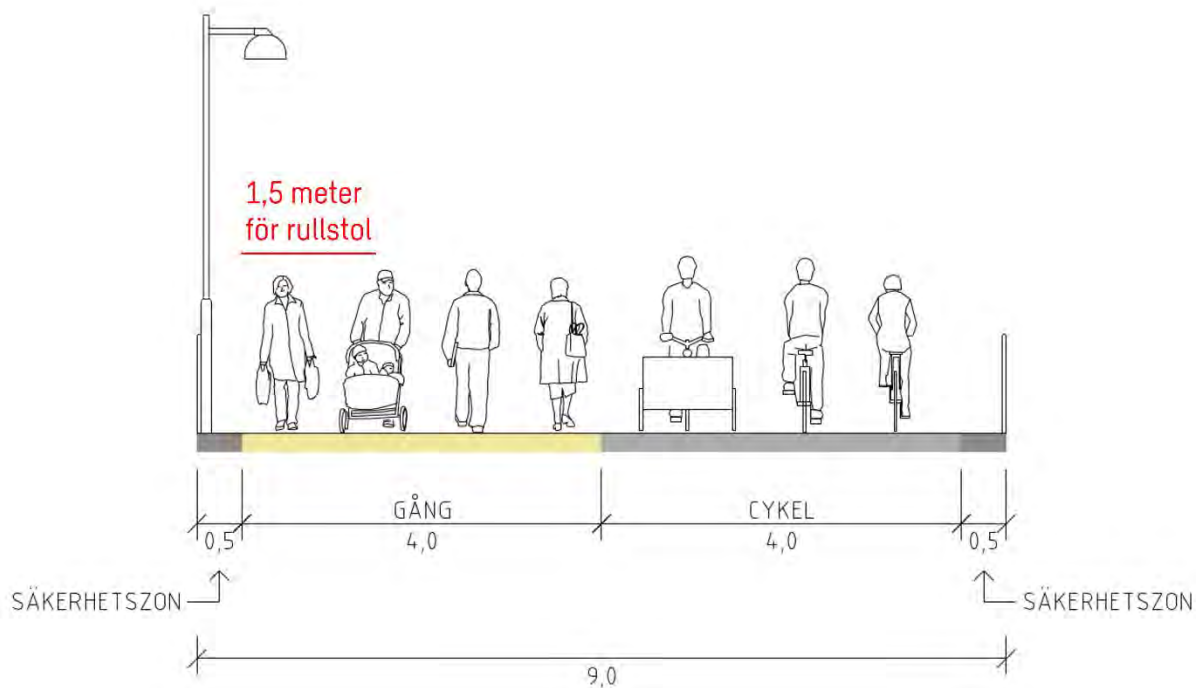 1,5 meter
för rullstol
GÅNG
CYKEL
0,5
4,0
4,0
0,5
SÄKERHETSZON
SÄKERHETSZON
9,0